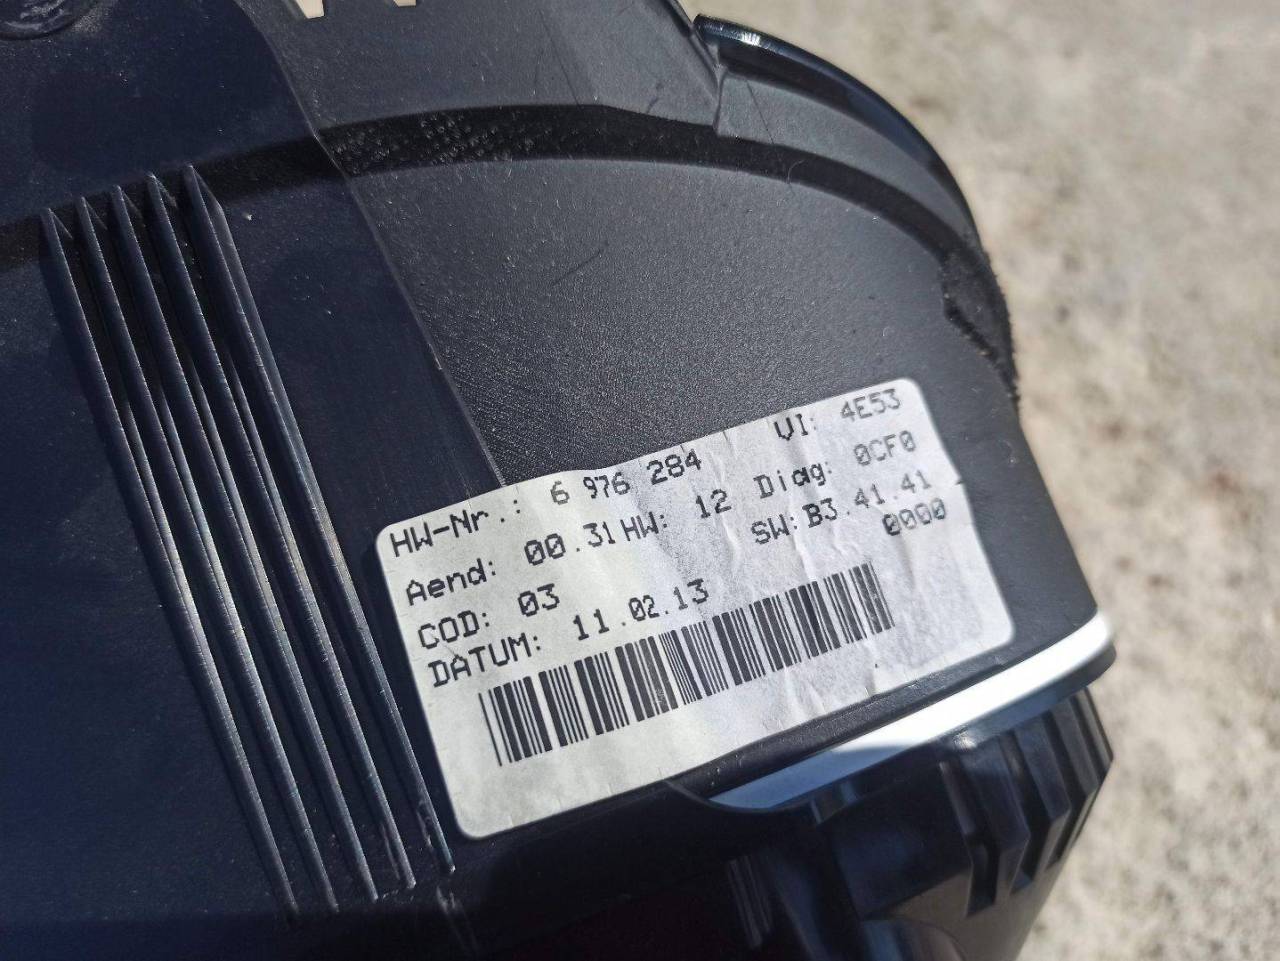 HW-Nr.: 6 976 284 VI: 4E53
Aend: 00.31 HW: 12 Diag: 0CF0
COD: 03 SW: B3.41.41
DATUM: 11.02.13 0000